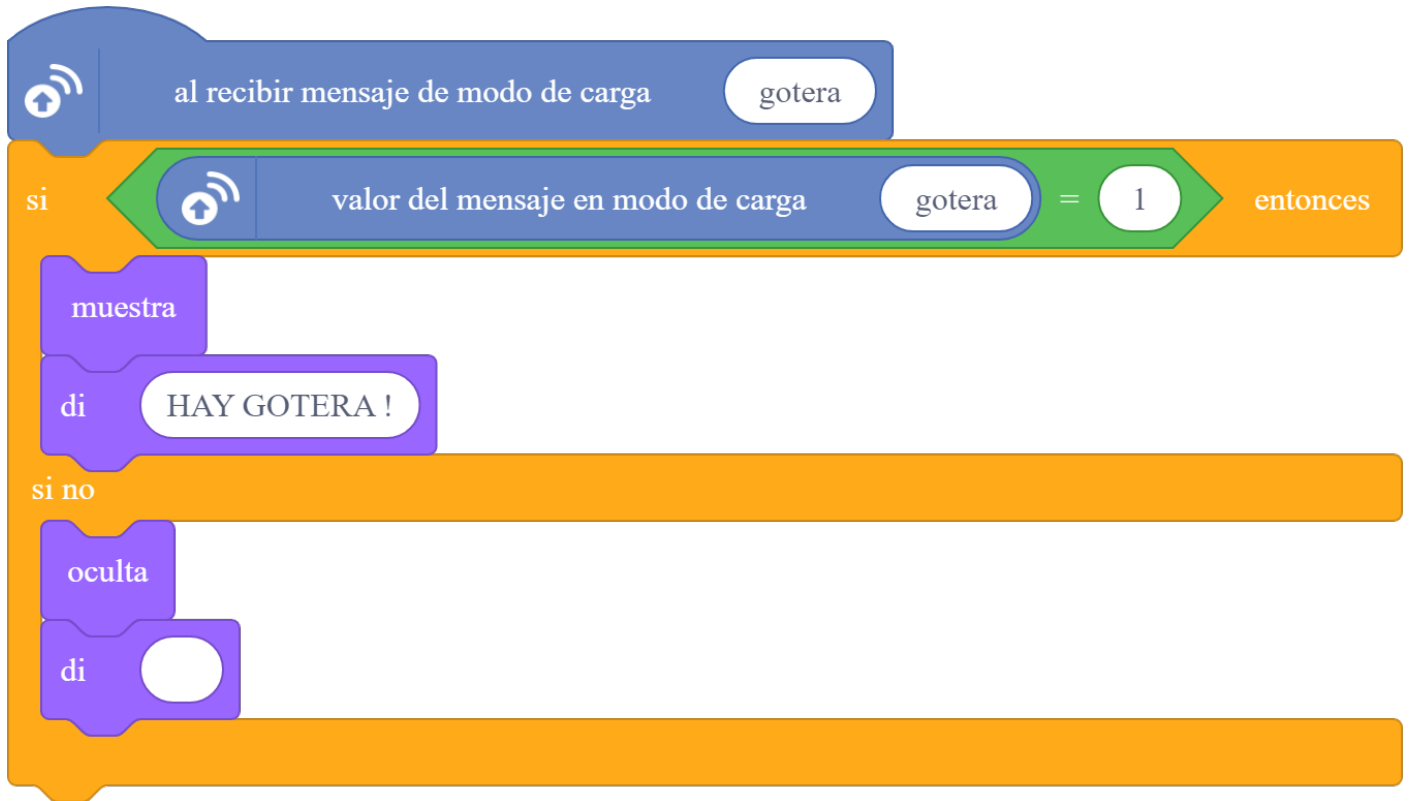 al recibir mensaje de modo de carga gotera
si valor del mensaje en modo de carga gotera = 1 entonces
muestra
di HAY GOTERA !
si no
oculta
di